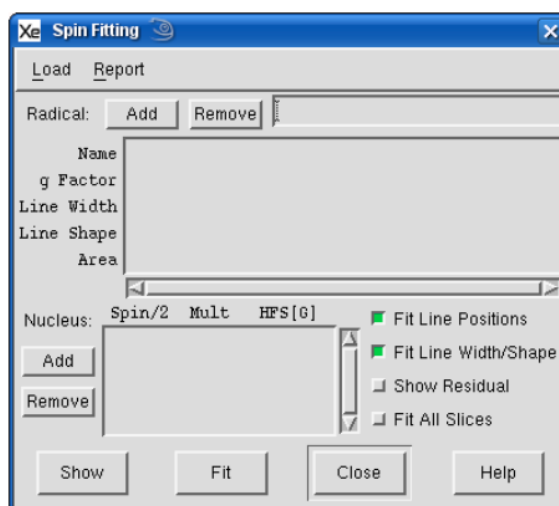 Xe Spin Fitting
Load Report
Radical: Add Remove
Name
g Factor
Line Width
Line Shape
Area
Nucleus: Spin/2 Mult HFS[G]
Add
Remove
Fit Line Positions
Fit Line Width/Shape
Show Residual
Fit All Slices
Show Fit Close Help